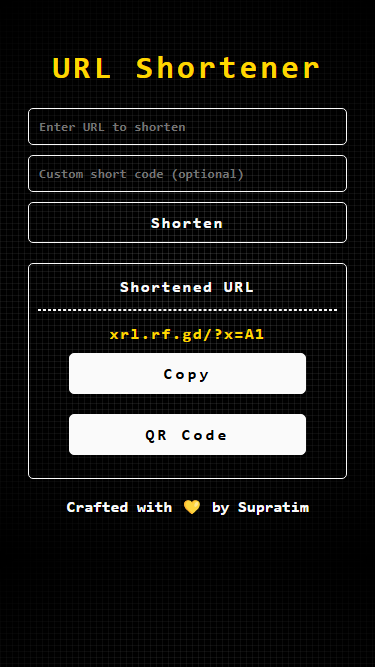 URL Shortener
Enter URL to shorten
Custom short code (optional)
Shorten
Shortened URL
xrl.rf.gd/?x=A1
Copy
QR Code
Crafted with 💛 by Supratim